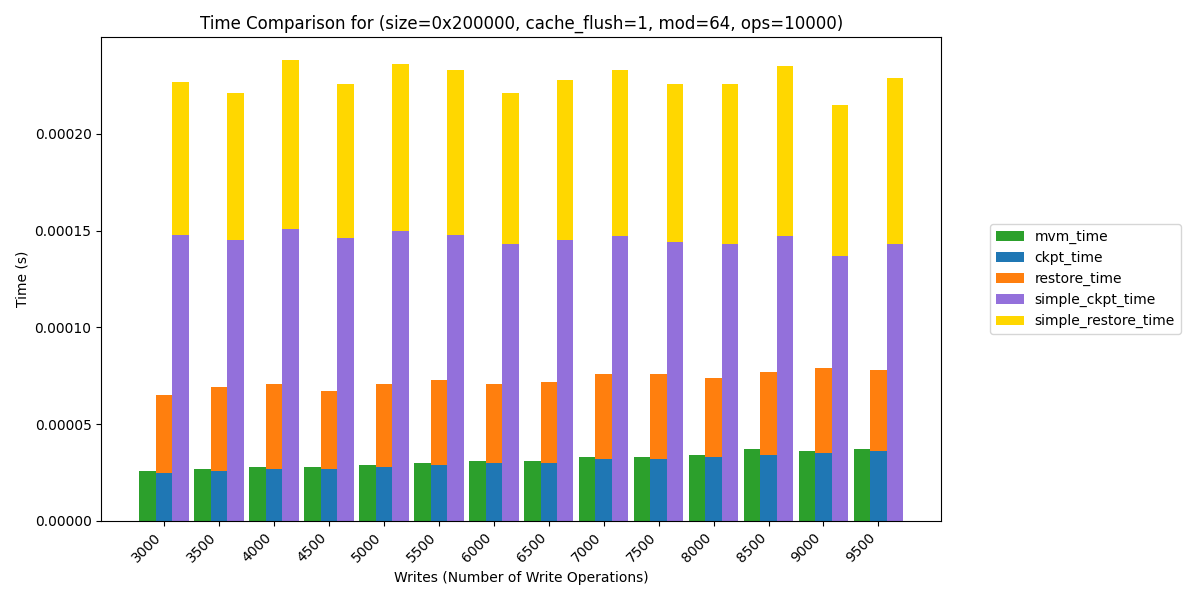 Time Comparison for (size=0x200000, cache_flush=1, mod=64, ops=10000)
Time (s)
0.00020
0.00015
0.00010
0.00005
0.00000
3000 3500 4000 4500 5000 5500 6000 6500 7000 7500 8000 8500 9000 9500
Writes (Number of Write Operations)
mvm_time
ckpt_time
restore_time
simple_ckpt_time
simple_restore_time